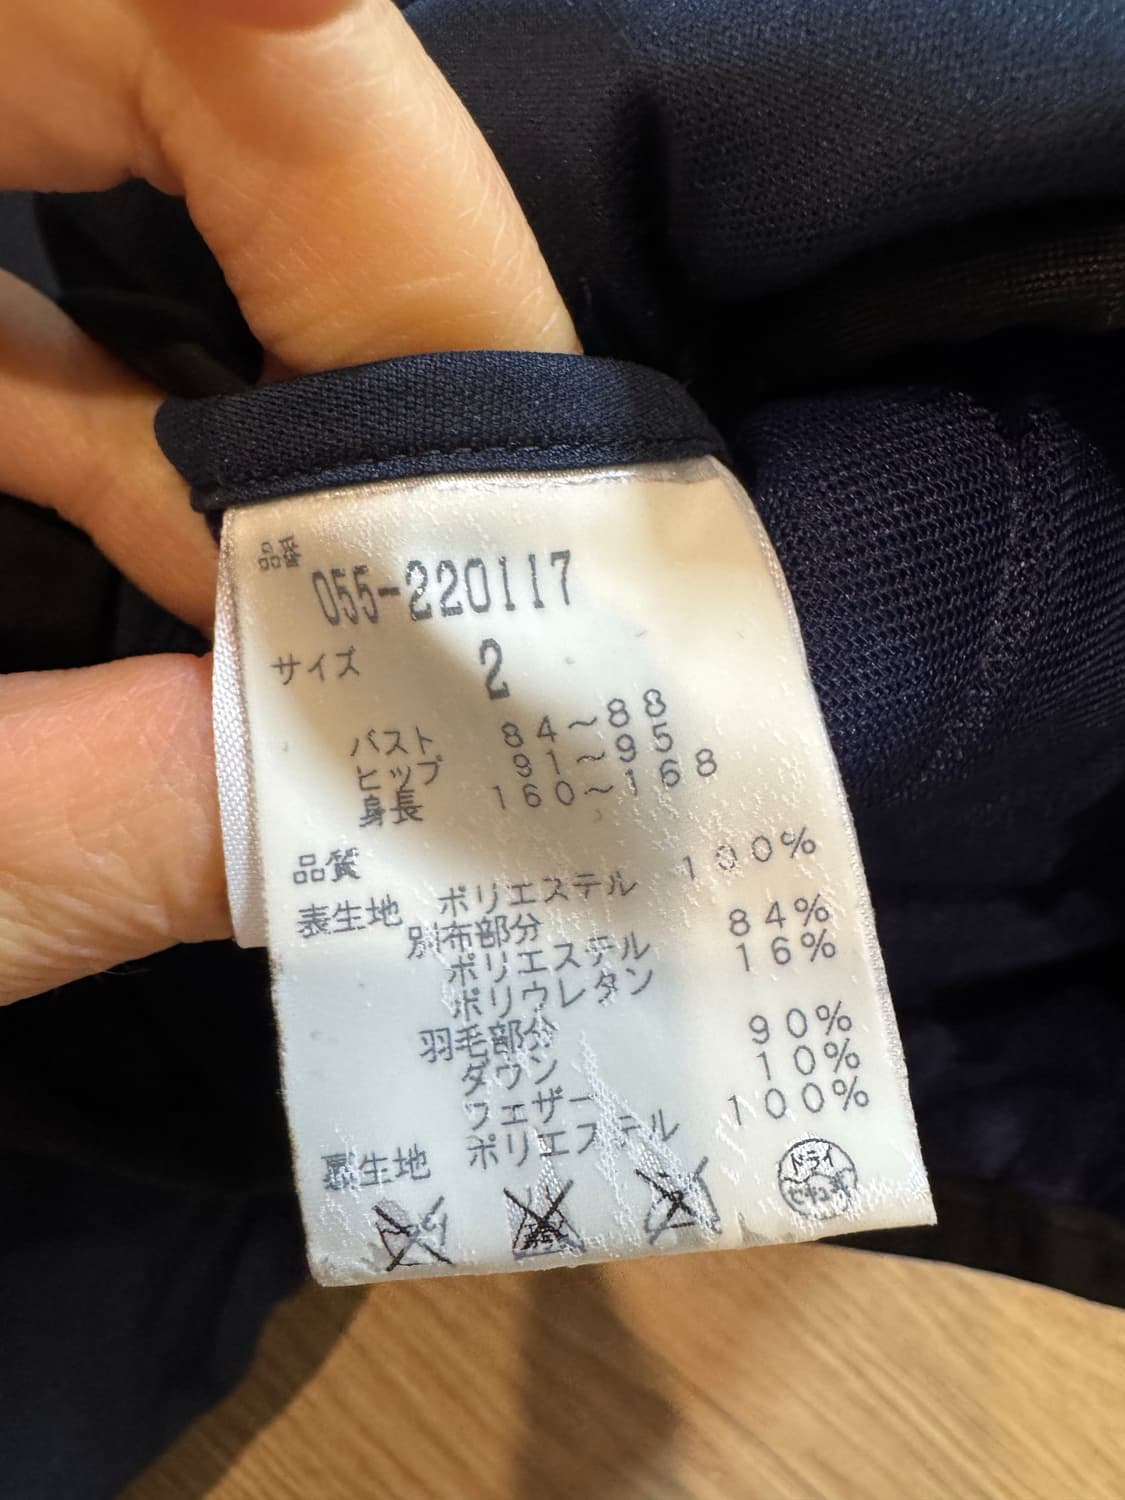 品番
055-220117
サイズ 2
バスト 84~88
ヒップ 91~95
身長 160~168
品質
表生地 ポリエステル 100%
別布部分
ポリエステル 84%
ポリウレタン 16%
羽毛部分
ダウン 90%
フェザー 10%
裏生地 ポリエステル 100%
ドライ
セキユ系